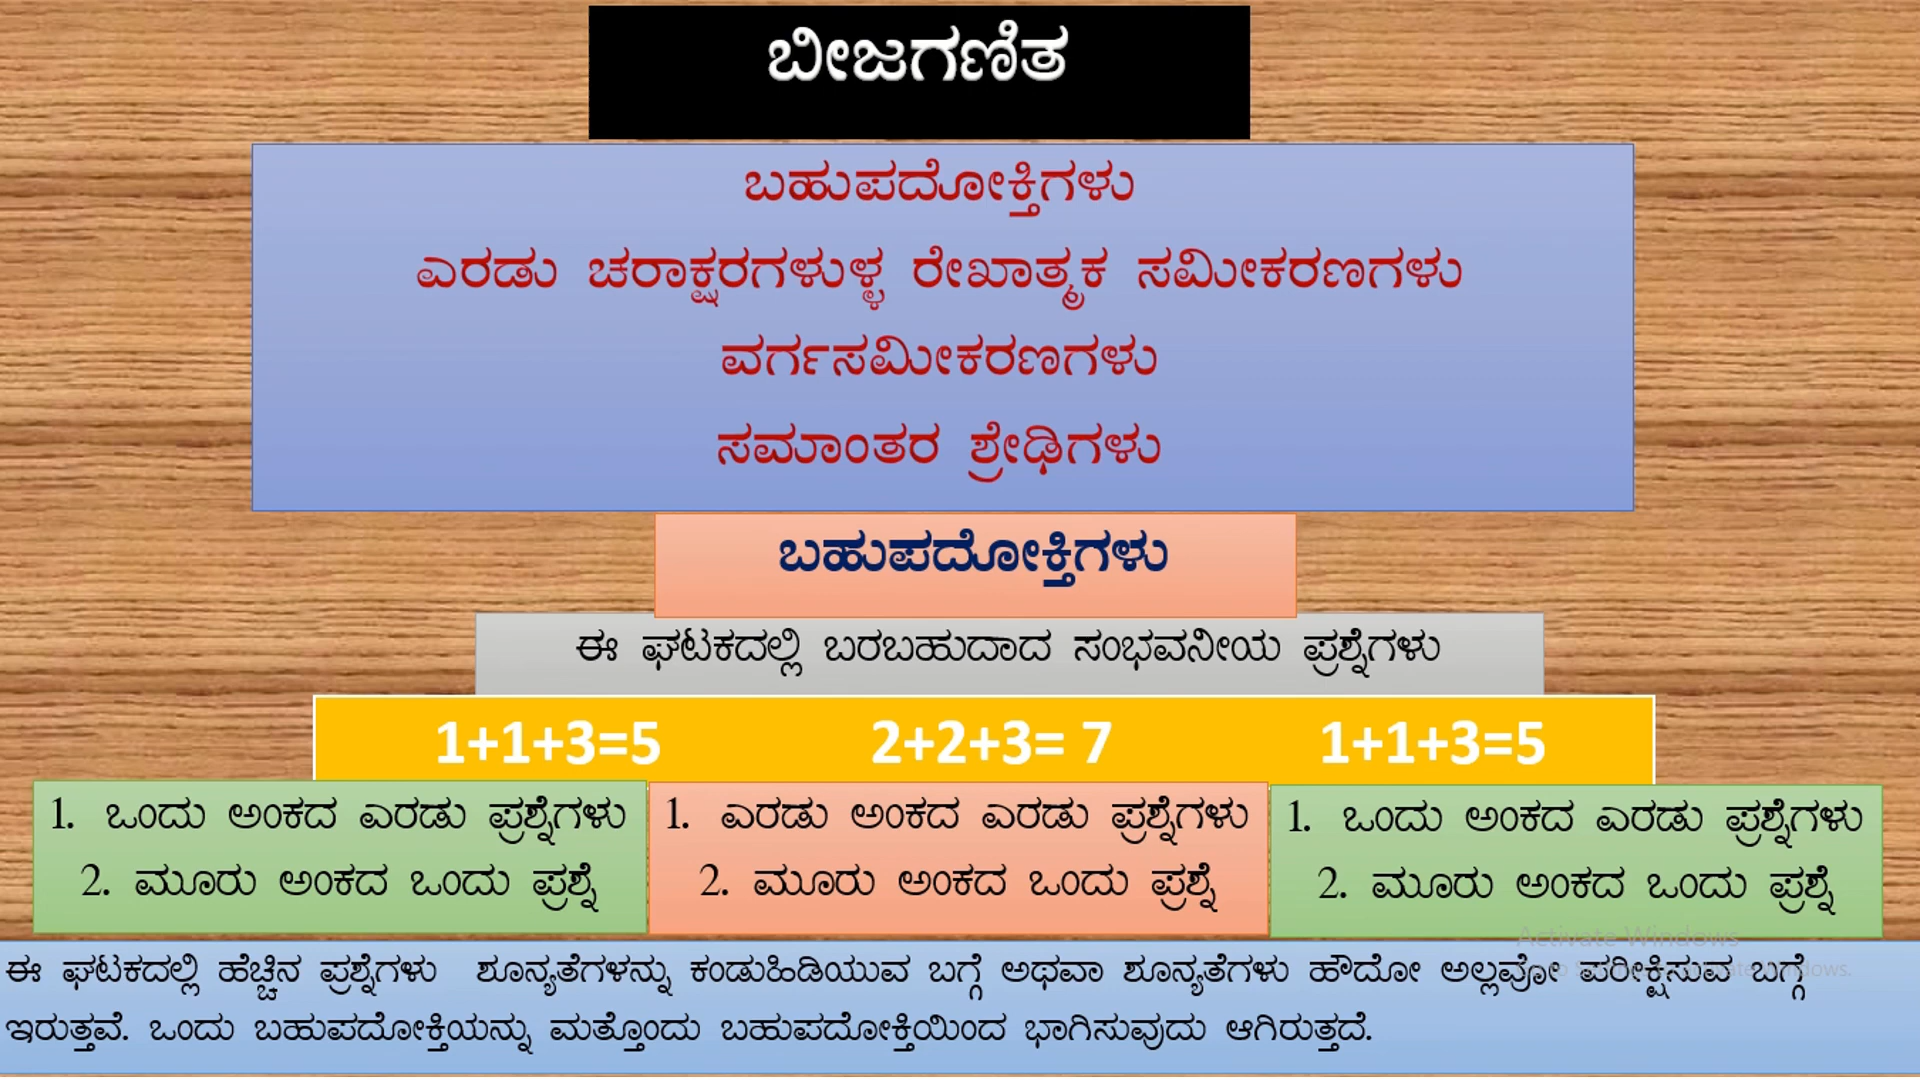 ಬೀಜಗಣಿತ
ಬಹುಪದೋಕ್ತಿಗಳು
ಎರಡು ಚರಾಕ್ಷರಗಳುಳ್ಳ ರೇಖಾತ್ಮಕ ಸಮೀಕರಣಗಳು
ವರ್ಗಸಮೀಕರಣಗಳು
ಸಮಾಂತರ ಶ್ರೇಢಿಗಳು
ಬಹುಪದೋಕ್ತಿಗಳು
ಈ ಘಟಕದಲ್ಲಿ ಬರಬಹುದಾದ ಸಂಭವನೀಯ ಪ್ರಶ್ನೆಗಳು
1+1+3=5 2+2+3= 7 1+1+3=5
1. ಒಂದು ಅಂಕದ ಎರಡು ಪ್ರಶ್ನೆಗಳು
2. ಮೂರು ಅಂಕದ ಒಂದು ಪ್ರಶ್ನೆ
1. ಎರಡು ಅಂಕದ ಎರಡು ಪ್ರಶ್ನೆಗಳು
2. ಮೂರು ಅಂಕದ ಒಂದು ಪ್ರಶ್ನೆ
1. ಒಂದು ಅಂಕದ ಎರಡು ಪ್ರಶ್ನೆಗಳು
2. ಮೂರು ಅಂಕದ ಒಂದು ಪ್ರಶ್ನೆ
Activate Windows
ಈ ಘಟಕದಲ್ಲಿ ಹೆಚ್ಚಿನ ಪ್ರಶ್ನೆಗಳು ಶೂನ್ಯತೆಗಳನ್ನು ಕಂಡುಹಿಡಿಯುವ ಬಗ್ಗೆ ಅಥವಾ ಶೂನ್ಯತೆಗಳು ಹೌದೋ ಅಲ್ಲವೋ ಪರೀಕ್ಷಿಸುವ ಬಗ್ಗೆ
ಇರುತ್ತವೆ. ಒಂದು ಬಹುಪದೋಕ್ತಿಯನ್ನು ಮತ್ತೊಂದು ಬಹುಪದೋಕ್ತಿಯಿಂದ ಭಾಗಿಸುವುದು ಆಗಿರುತ್ತದೆ.